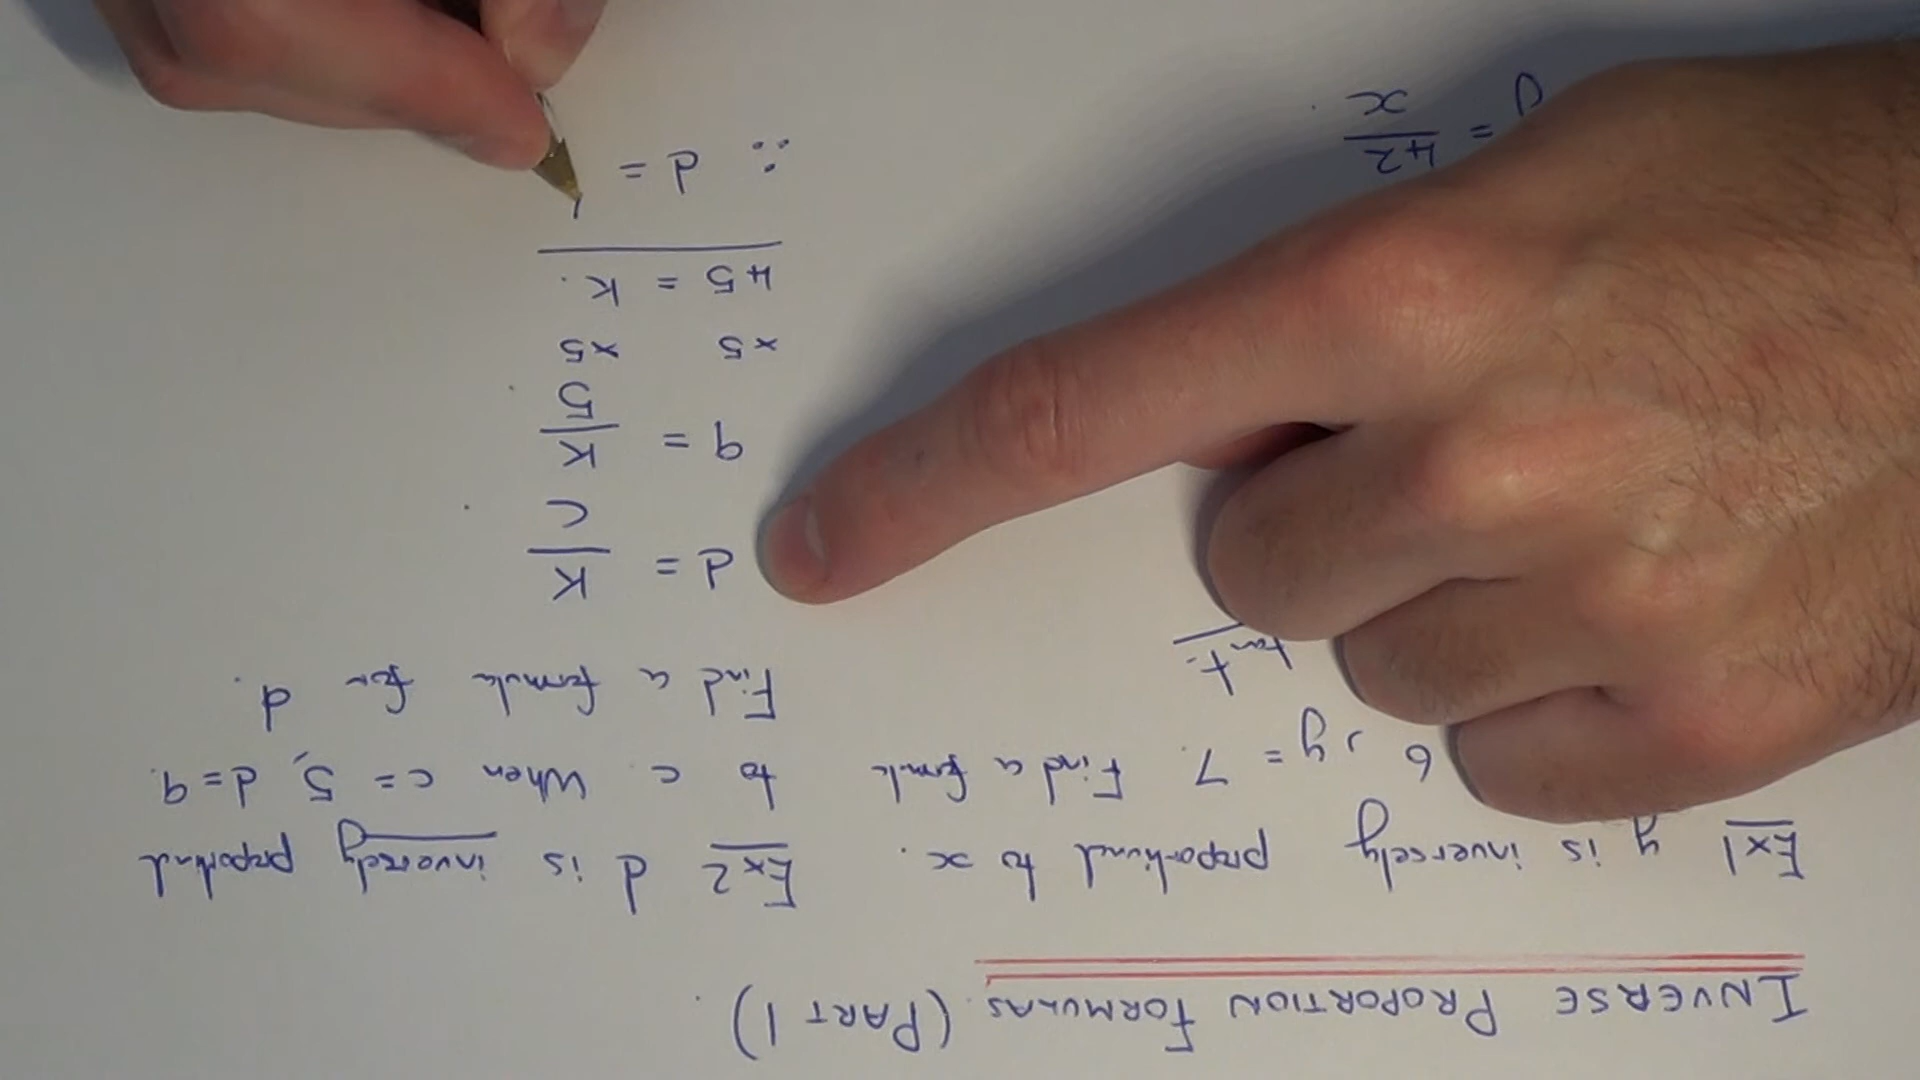 INVERSE PROPORTION FORMULAS (PART 1).
Ex1 y is inversely proportional to x.
6, y = 7. Find a formula
tant.
y = 42/x
Ex2 d is inversely proportional
to c. When c = 5, d = 9.
Find a formula for d.
d = K/C
9 = K/5
×5 ×5
45 = K.
∴ d =